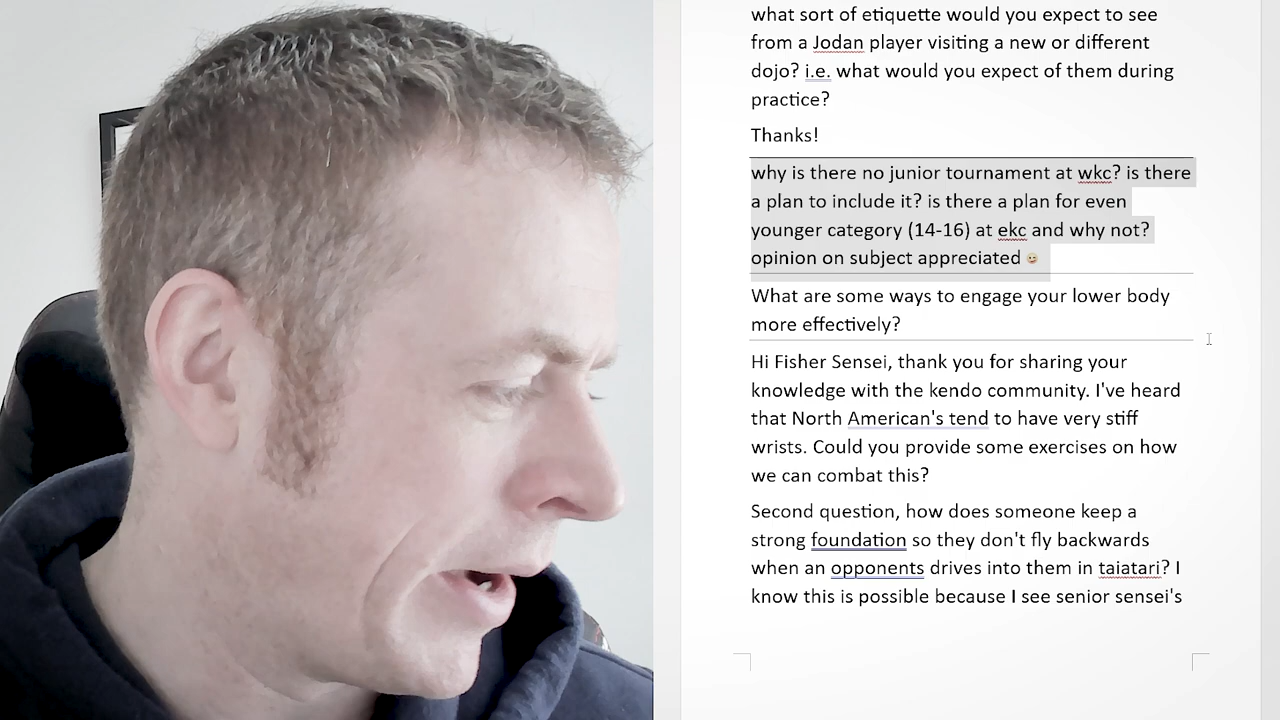 what sort of etiquette would you expect to see
from a Jodan player visiting a new or different
dojo? i.e. what would you expect of them during
practice?
Thanks!
why is there no junior tournament at wkc? is there
a plan to include it? is there a plan for even
younger category (14-16) at ekc and why not?
opinion on subject appreciated 😀
What are some ways to engage your lower body
more effectively?
Hi Fisher Sensei, thank you for sharing your
knowledge with the kendo community. I've heard
that North American's tend to have very stiff
wrists. Could you provide some exercises on how
we can combat this?
Second question, how does someone keep a
strong foundation so they don't fly backwards
when an opponents drives into them in taiatari? I
know this is possible because I see senior sensei's